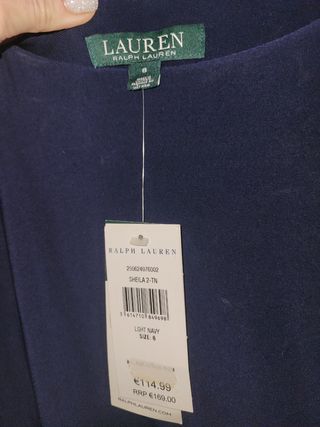 LAUREN
RALPH LAUREN
6
RALPH LAUREN
SHEILA 2-TN
LIGHT NAVY
SIZE: 6
€114.99
RRP €169.00
RALPHLAUREN.COM